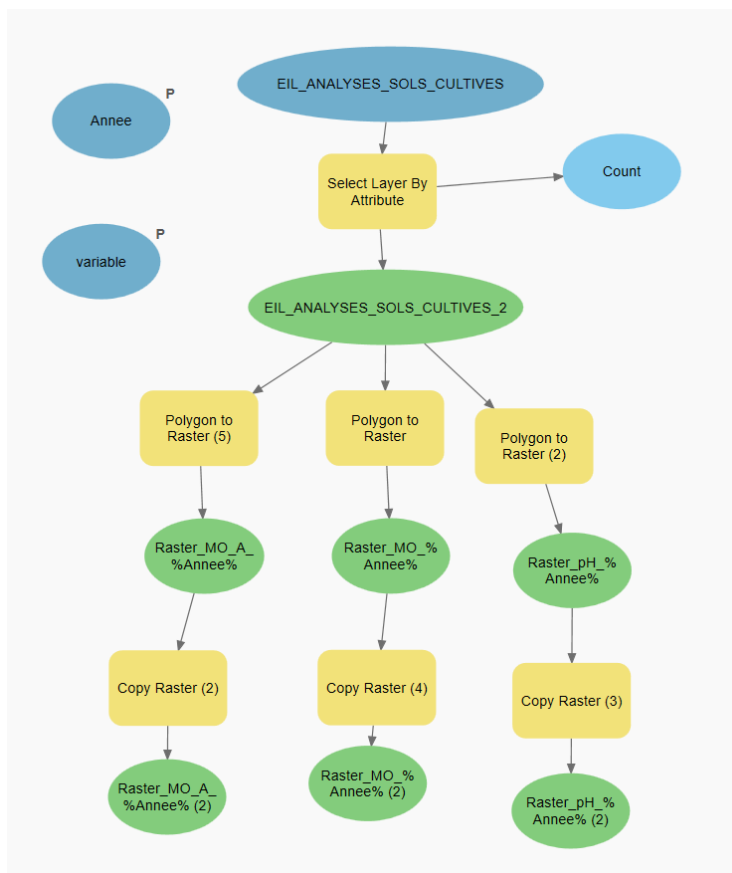 EIL_ANALYSES_SOLS_CULTIVES
P
Annee
Select Layer By
Attribute
Count
P
variable
EIL_ANALYSES_SOLS_CULTIVES_2
Polygon to
Raster (5)
Polygon to
Raster
Polygon to
Raster (2)
Raster_MO_A_
%Annee%
Raster_MO_%
Annee%
Raster_pH_%
Annee%
Copy Raster (2)
Copy Raster (4)
Copy Raster (3)
Raster_MO_A_
%Annee% (2)
Raster_MO_%
Annee% (2)
Raster_pH_%
Annee% (2)